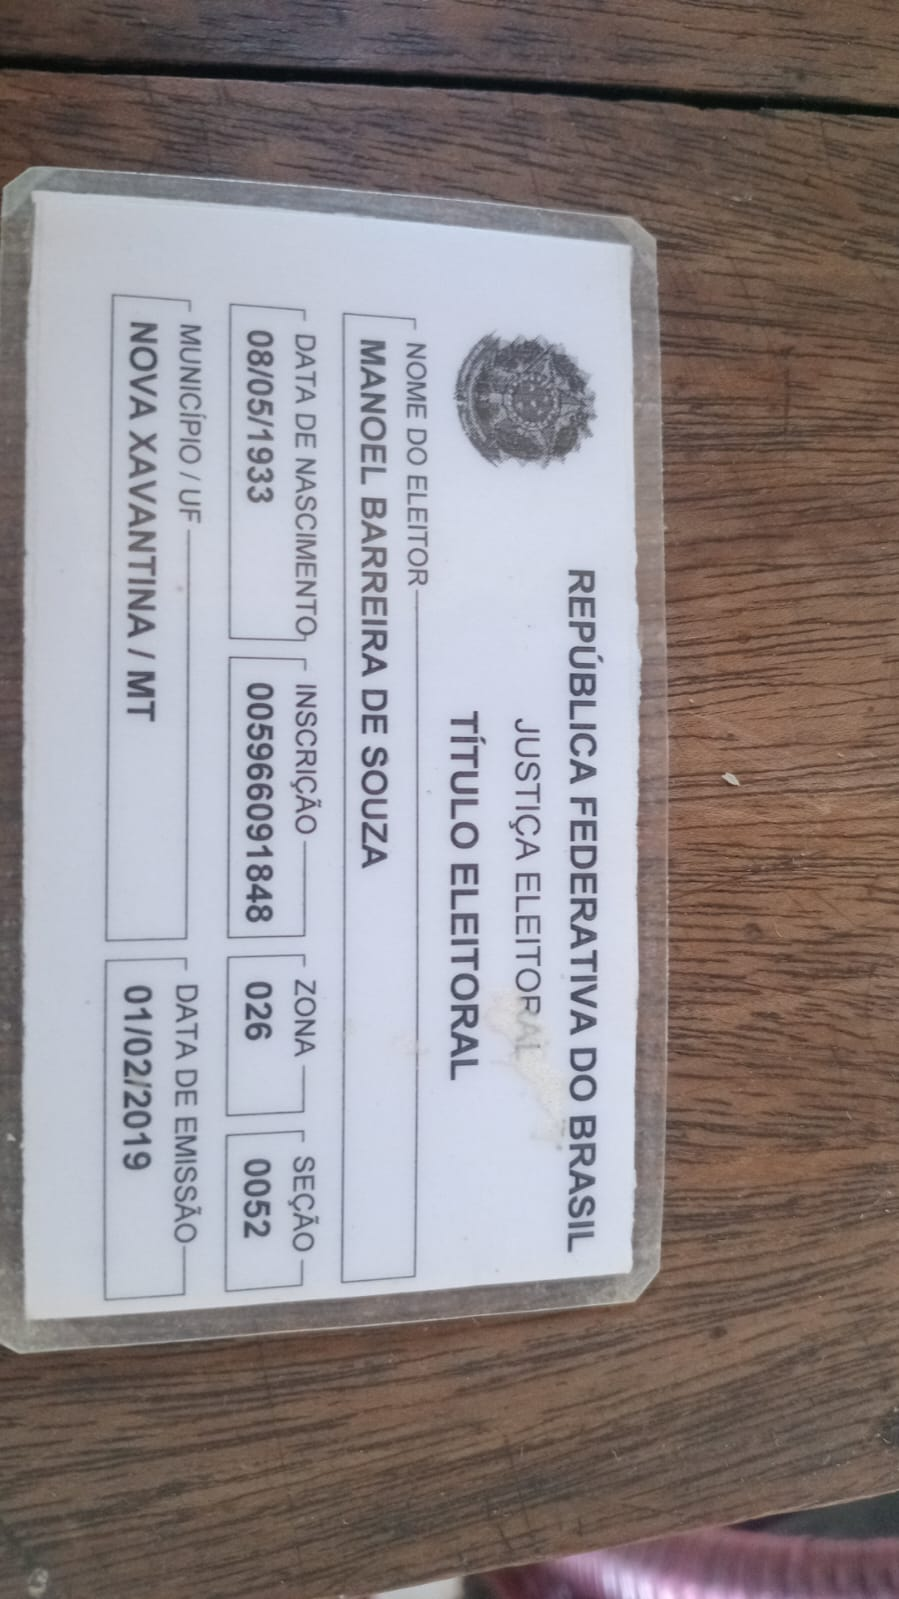 REPÚBLICA FEDERATIVA DO BRASIL
JUSTIÇA ELEITORAL
TÍTULO ELEITORAL
NOME DO ELEITOR
MANOEL BARREIRA DE SOUZA
DATA DE NASCIMENTO INSCRIÇÃO ZONA SEÇÃO
08/05/1933 005966091848 026 0052
MUNICÍPIO / UF DATA DE EMISSÃO
NOVA XAVANTINA / MT 01/02/2019